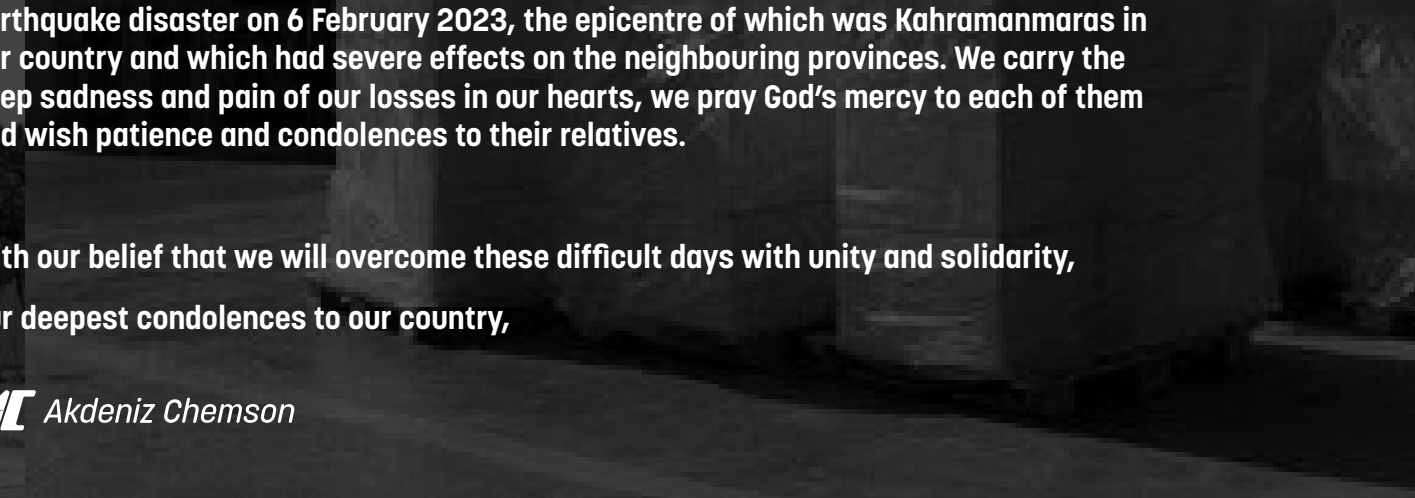 rthquake disaster on 6 February 2023, the epicentre of which was Kahramanmaras in
r country and which had severe effects on the neighbouring provinces. We carry the
ep sadness and pain of our losses in our hearts, we pray God’s mercy to each of them
d wish patience and condolences to their relatives.
th our belief that we will overcome these difficult days with unity and solidarity,
r deepest condolences to our country,
Akdeniz Chemson